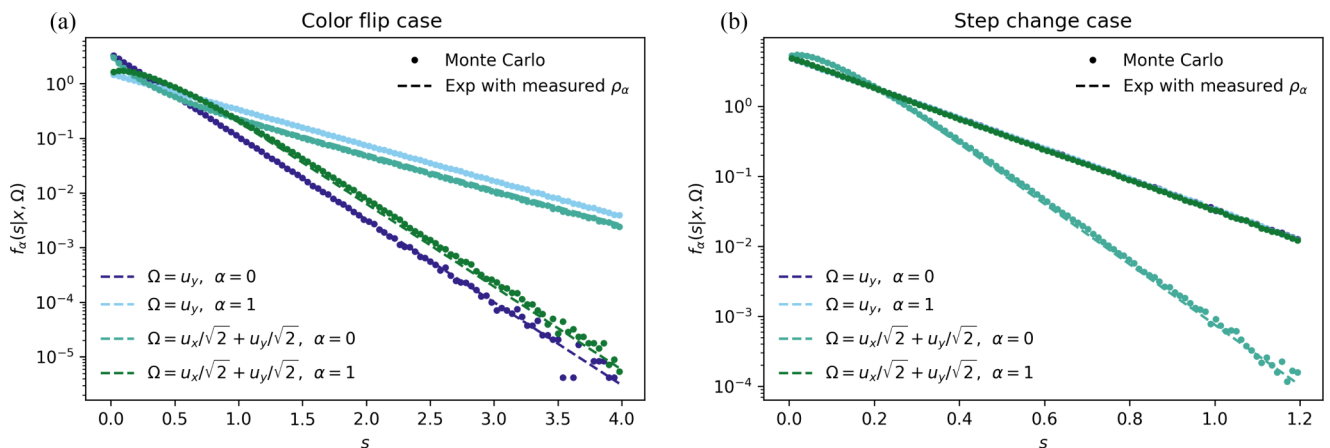 (a)
Color flip case
Monte Carlo
Exp with measured ρα
10⁰
10⁻¹
10⁻²
10⁻³
10⁻⁴
10⁻⁵
fα(s|x, Ω)
Ω = uy, α = 0
Ω = uy, α = 1
Ω = ux/√2 + uy/√2, α = 0
Ω = ux/√2 + uy/√2, α = 1
0.0 0.5 1.0 1.5 2.0 2.5 3.0 3.5 4.0
s
(b)
Step change case
Monte Carlo
Exp with measured ρα
10⁰
10⁻¹
10⁻²
10⁻³
10⁻⁴
fα(s|x, Ω)
Ω = uy, α = 0
Ω = uy, α = 1
Ω = ux/√2 + uy/√2, α = 0
Ω = ux/√2 + uy/√2, α = 1
0.0 0.2 0.4 0.6 0.8 1.0 1.2
s